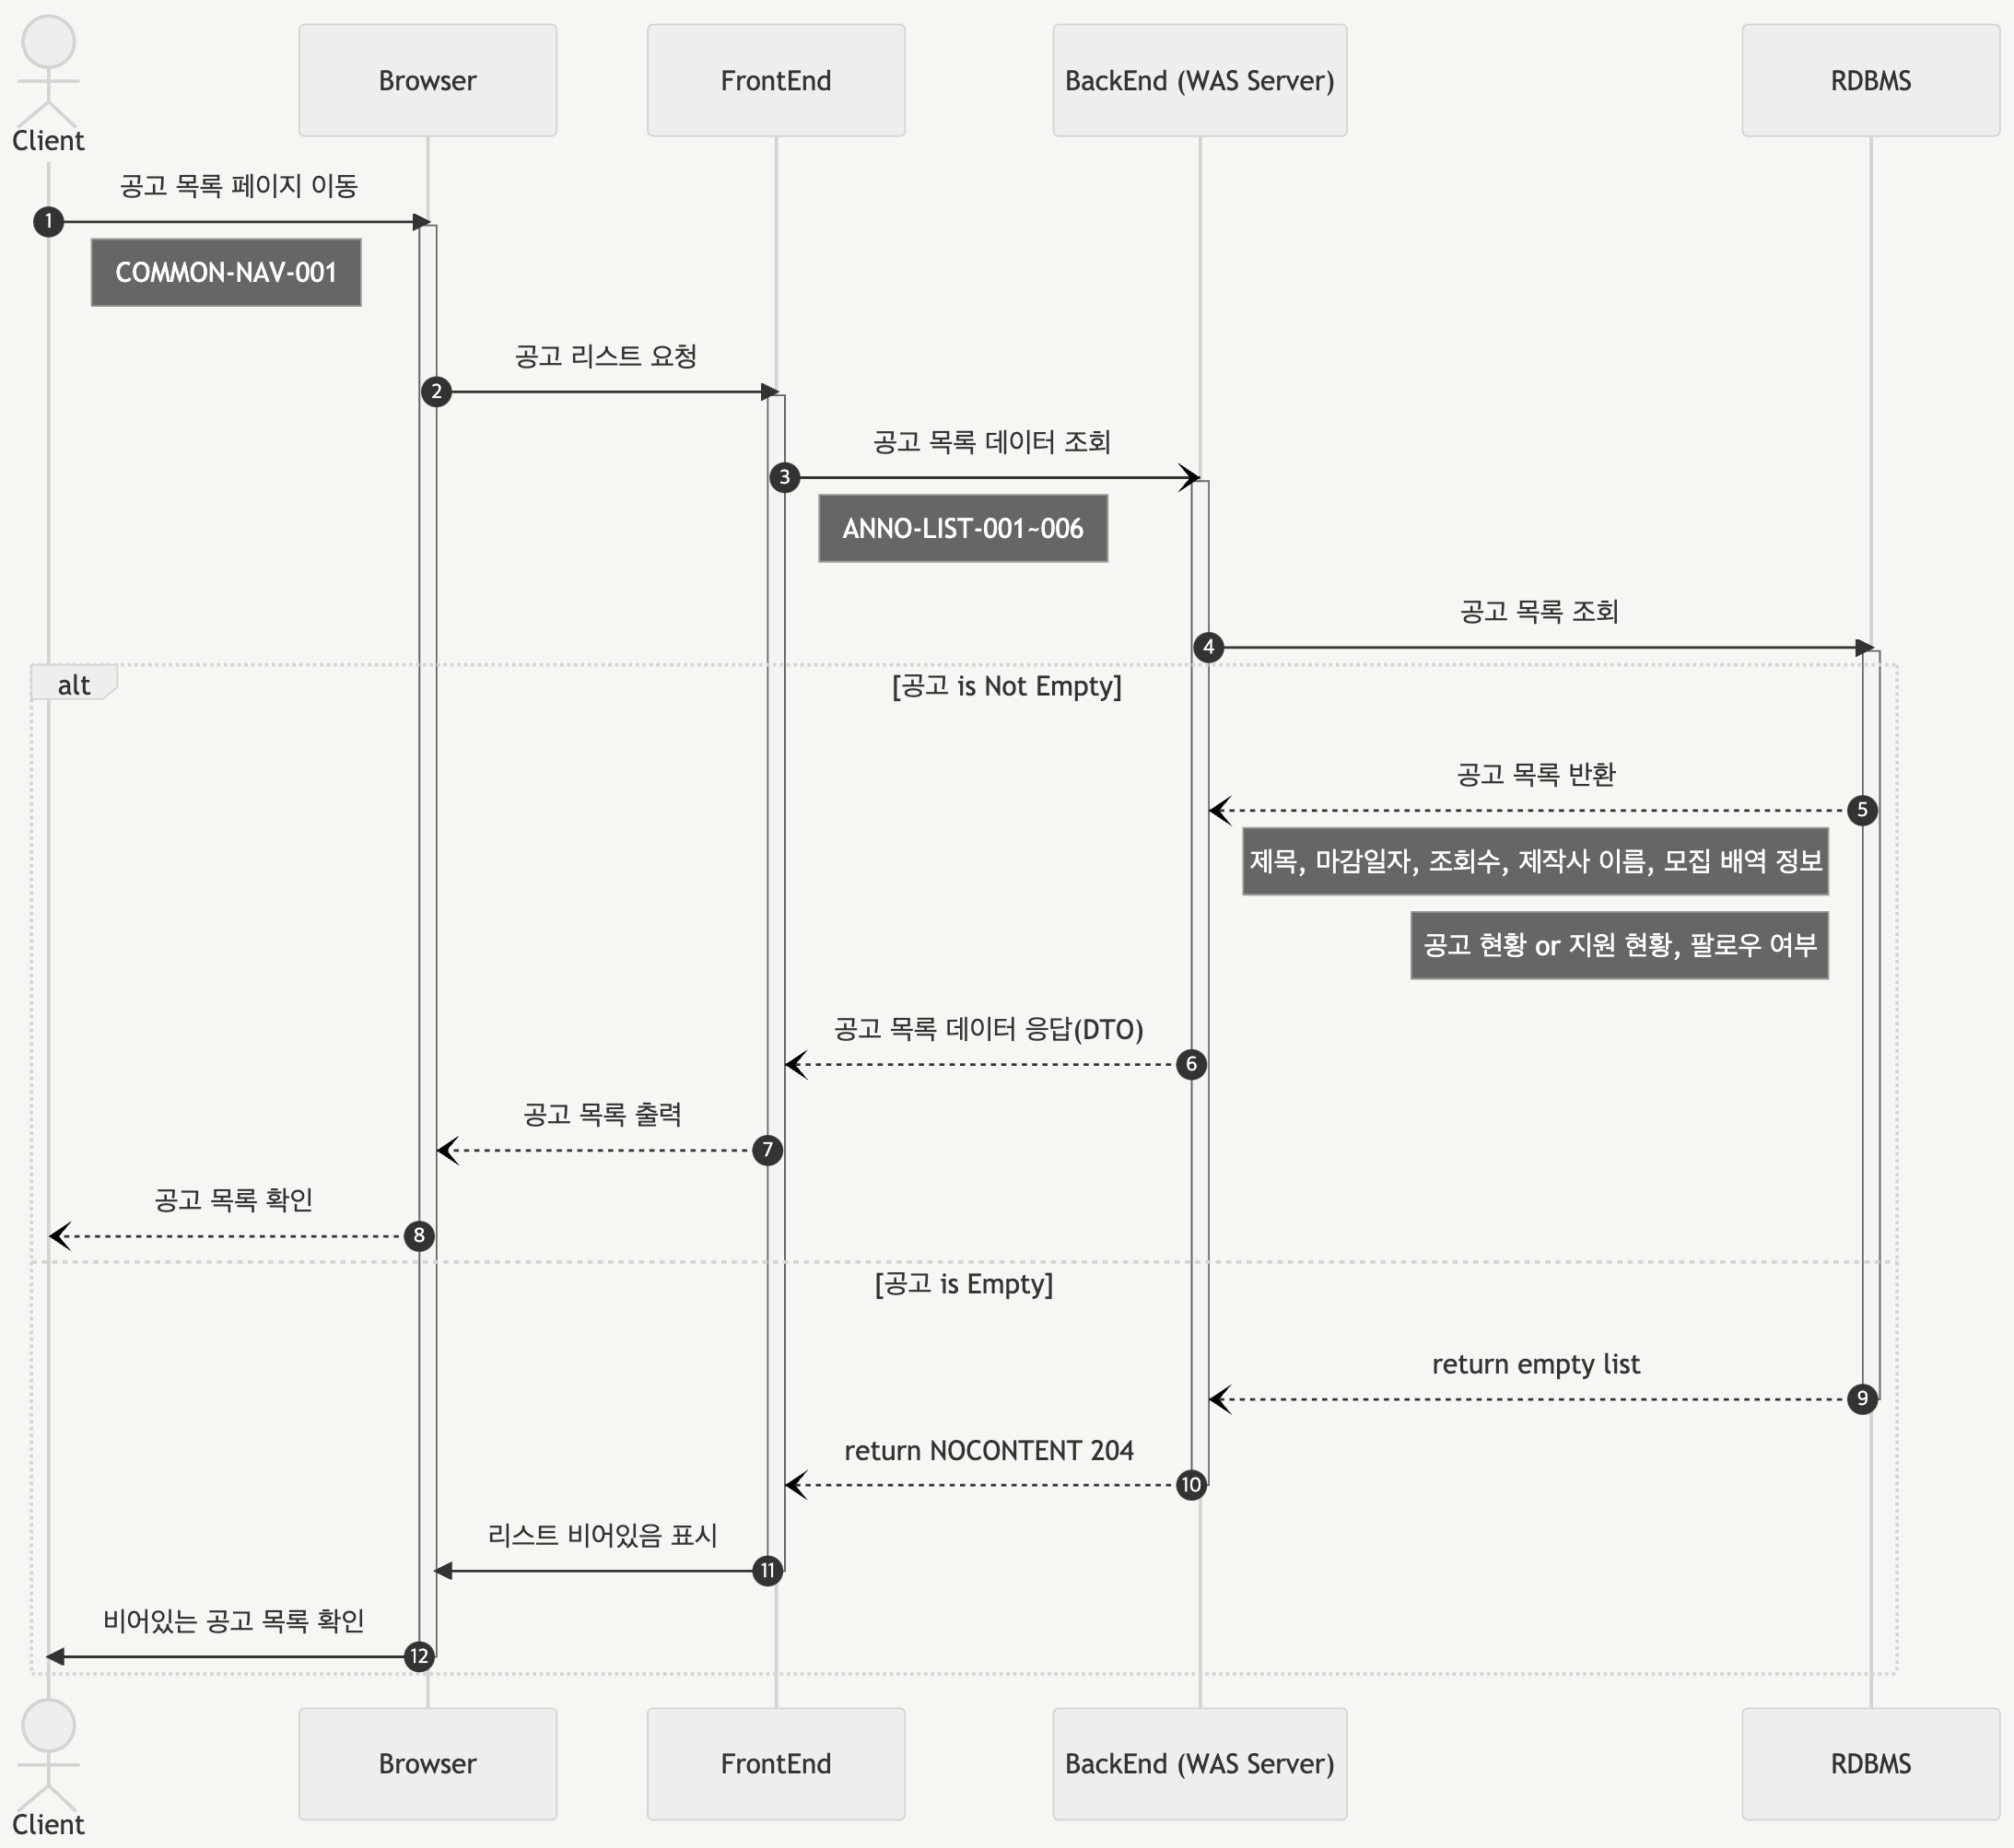 Client
Browser
FrontEnd
BackEnd (WAS Server)
RDBMS
공고 목록 페이지 이동
1
COMMON-NAV-001
공고 리스트 요청
2
공고 목록 데이터 조회
3
ANNO-LIST-001~006
공고 목록 조회
4
alt
[공고 is Not Empty]
공고 목록 반환
5
제목, 마감일자, 조회수, 제작사 이름, 모집 배역 정보
공고 현황 or 지원 현황, 팔로우 여부
공고 목록 데이터 응답(DTO)
6
공고 목록 출력
7
공고 목록 확인
8
[공고 is Empty]
return empty list
9
return NOCONTENT 204
10
리스트 비어있음 표시
11
비어있는 공고 목록 확인
12
Client
Browser
FrontEnd
BackEnd (WAS Server)
RDBMS